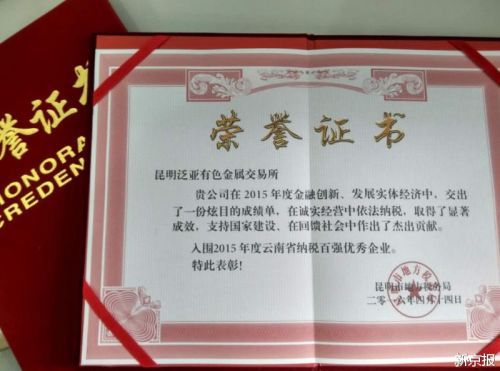 誉证书
HONORA
CREDEN
荣誉证书
昆明泛亚有色金属交易所
贵公司在2015年度金融创新、发展实体经济中，交出
了一份炫目的成绩单，在诚实经营中依法纳税，取得了显著
成效，支持国家建设、在回馈社会中作出了杰出贡献。
入围2015年度云南省纳税百强优秀企业。
特此表彰！
昆明市地方税务局
二〇一六年四月十四日
新京报